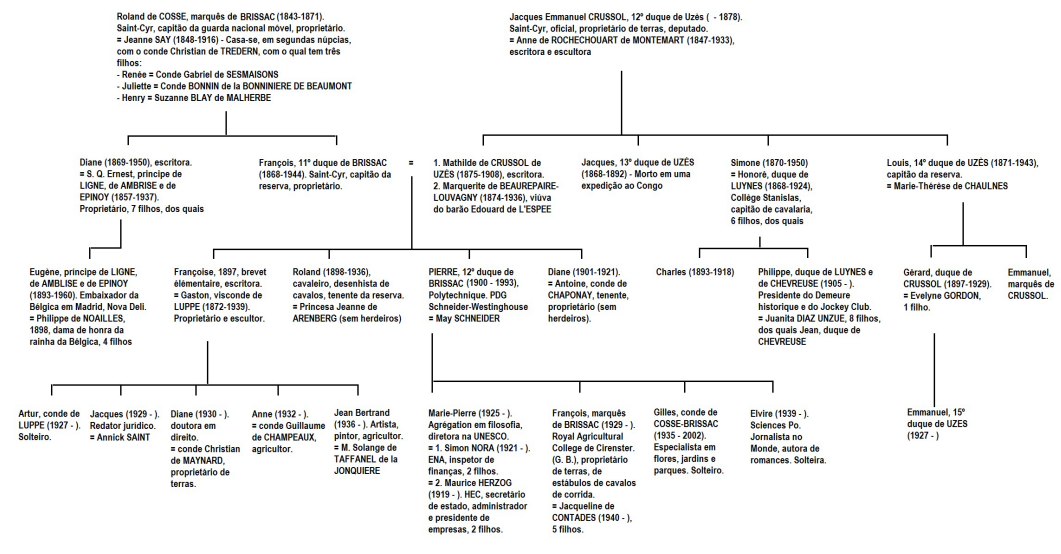 Roland de COSSE, marquês de BRISSAC (1843-1871).
Saint-Cyr, capitão da guarda nacional móvel, proprietário.
= Jeanne SAY (1848-1916) - Casa-se, em segundas núpcias,
com o conde Christian de TREDERN, com o qual tem três
filhos:
- Renée = Conde Gabriel de SESMAISONS
- Juliette = Conde BONNIN de la BONNINIERE DE BEAUMONT
- Henry = Suzanne BLAY de MALHERBE
Jacques Emmanuel CRUSSOL, 12º duque de Uzès ( - 1878).
Saint-Cyr, oficial, proprietário de terras, deputado.
= Anne de ROCHECHOUART de MONTEMART (1847-1933),
escritora e escultora
Diane (1869-1950), escritora.
= S. Q. Ernest, principe de
LIGNE, de AMBRISE e de
EPINOY (1857-1937).
Proprietário, 7 filhos, dos quais
François, 11º duque de BRISSAC
(1868-1944). Saint-Cyr, capitão da
reserva, proprietário.
=
1. Mathilde de CRUSSOL de
UZÈS (1875-1908), escritora.
2. Marquerite de BEAUREPAIRE-
LOUVAGNY (1874-1936), viúva
do barão Edouard de L'ESPEE
Jacques, 13º duque de UZÈS
(1868-1892) - Morto em uma
expedição ao Congo
Simone (1870-1950)
= Honoré, duque de
LUYNES (1868-1924),
Collège Stanislas,
capitão de cavalaria,
6 filhos, dos quais
Louis, 14º duque de UZÈS (1871-1943),
capitão da reserva.
= Marie-Thérèse de CHAULNES
Eugène, principe de LIGNE,
de AMBLISE e de EPINOY
(1893-1960). Embaixador da
Bélgica em Madrid, Nova Deli.
= Philippe de NOAILLES,
1898, dama de honra da
rainha da Bélgica, 4 filhos
Françoise, 1897, brevet
élémentaire, escritora.
= Gaston, visconde de
LUPPE (1872-1939).
Proprietário e escultor.
Roland (1898-1936),
cavaleiro, desenhista de
cavalos, tenente da reserva.
= Princesa Jeanne de
ARENBERG (sem herdeiros)
PIERRE, 12º duque de
BRISSAC (1900 - 1993),
Polytechnique. PDG
Schneider-Westinghouse
= May SCHNEIDER
Diane (1901-1921).
= Antoine, conde de
CHAPONAY, tenente,
proprietário (sem
herdeiros).
Charles (1893-1918)
Philippe, duque de LUYNES e
de CHEVREUSE (1905 - ).
Presidente do Demeure
historique e do Jockey Club.
= Juanita DIAZ UNZUE, 8 filhos,
dos quais Jean, duque de
CHEVREUSE
Gérard, duque de
CRUSSOL (1897-1929).
= Evelyne GORDON,
1 filho.
Emmanuel,
marquês de
CRUSSOL.
Artur, conde de
LUPPE (1927 - ).
Solteiro.
Jacques (1929 - ).
Redator jurídico.
= Annick SAINT
Diane (1930 - ).
doutora em
direito.
= conde Christian
de MAYNARD,
proprietário de
terras.
Anne (1932 - ).
= conde Guillaume
de CHAMPEAUX,
agricultor.
Jean Bertrand
(1936 - ). Artista,
pintor, agricultor.
= M. Solange de
TAFFANEL de la
JONQUIERE
Marie-Pierre (1925 - ).
Agrégation em filosofia,
diretora na UNESCO.
= 1. Simon NORA (1921 - ).
ENA, inspetor de
finanças, 2 filhos.
= 2. Maurice HERZOG
(1919 - ). HEC, secretário
de estado, administrador
e presidente de
empresas, 2 filhos.
François, marquês
de BRISSAC (1929 - ).
Royal Agricultural
College de Cirenster.
(G. B.), proprietário
de terras, de
estábulos de cavalos
de corrida.
= Jacqueline de
CONTADES (1940 - ),
5 filhos.
Gilles, conde de
COSSE-BRISSAC
(1935 - 2002).
Especialista em
flores, jardins e
parques. Solteiro.
Elvire (1939 - ).
Sciences Po.
Jornalista no
Monde, autora de
romances. Solteira.
Emmanuel, 15º
duque de UZES
(1927 - )